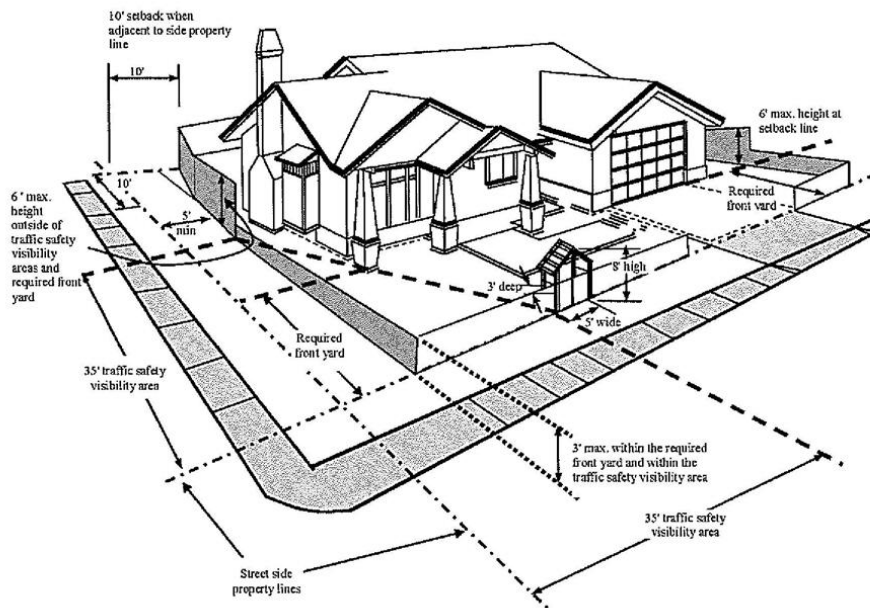 10' setback when
adjacent to side property
line
10'
6' max. height at
setback line
10'
6' max.
height
outside of
traffic safety
visibility
areas and
required front
yard
5'
min
Required
front yard
8' high
3' deep
5' wide
Required
front yard
35' traffic safety
visibility area
3' max. within the required
front yard and within the
traffic safety visibility area
35' traffic safety
visibility area
Street side
property lines